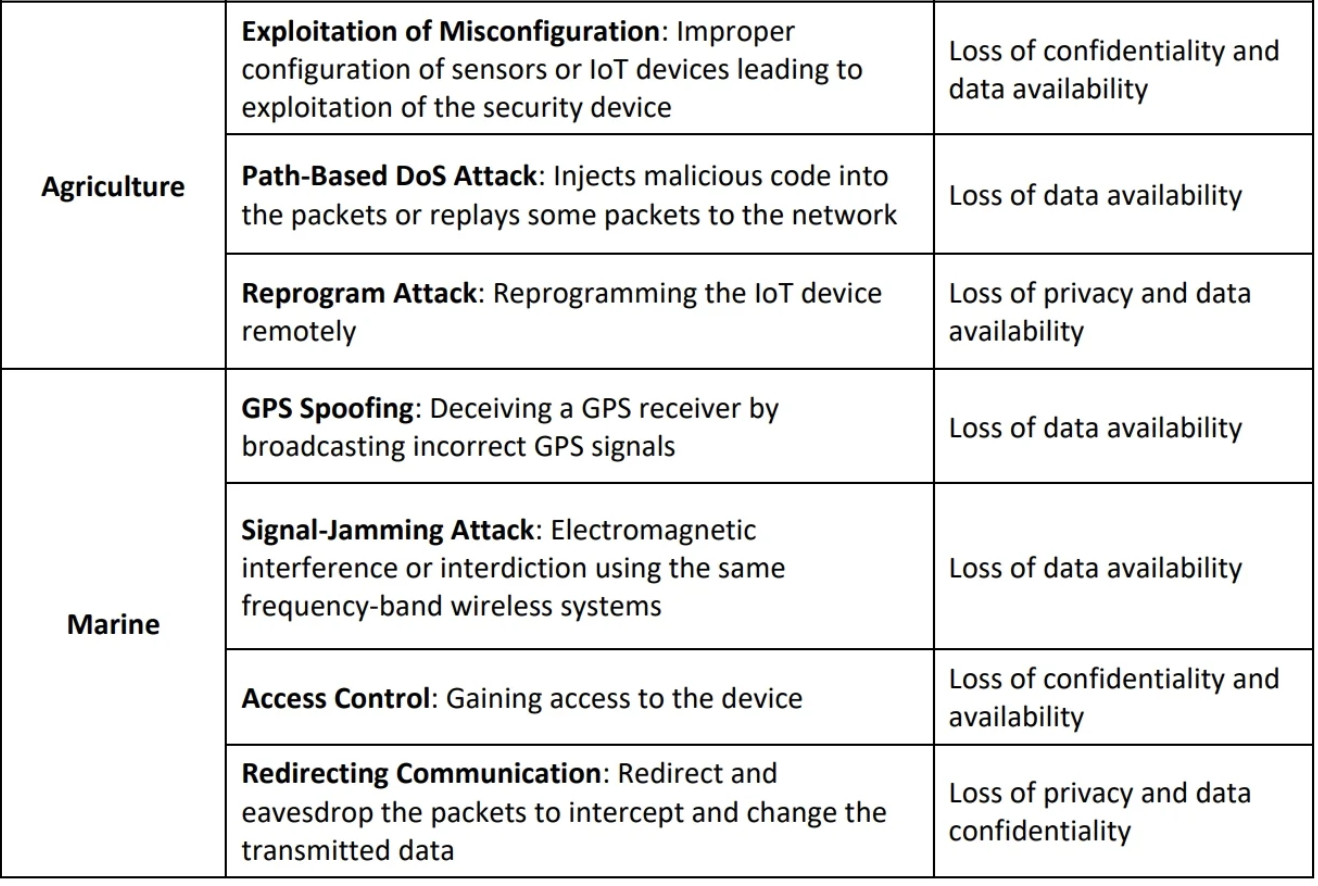 Agriculture
Exploitation of Misconfiguration: Improper
configuration of sensors or IoT devices leading to
exploitation of the security device
Loss of confidentiality and
data availability
Path-Based DoS Attack: Injects malicious code into
the packets or replays some packets to the network
Loss of data availability
Reprogram Attack: Reprogramming the IoT device
remotely
Loss of privacy and data
availability
Marine
GPS Spoofing: Deceiving a GPS receiver by
broadcasting incorrect GPS signals
Loss of data availability
Signal-Jamming Attack: Electromagnetic
interference or interdiction using the same
frequency-band wireless systems
Loss of data availability
Access Control: Gaining access to the device
Loss of confidentiality and
availability
Redirecting Communication: Redirect and
eavesdrop the packets to intercept and change the
transmitted data
Loss of privacy and data
confidentiality